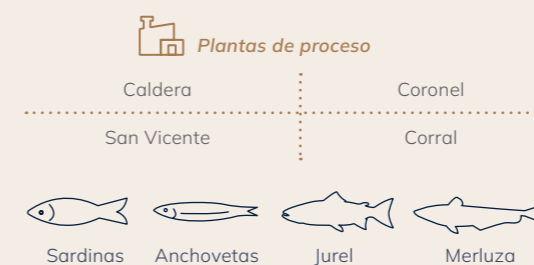 Plantas de proceso
Caldera Coronel
San Vicente Corral
Sardinas Anchovetas Jurel Merluza